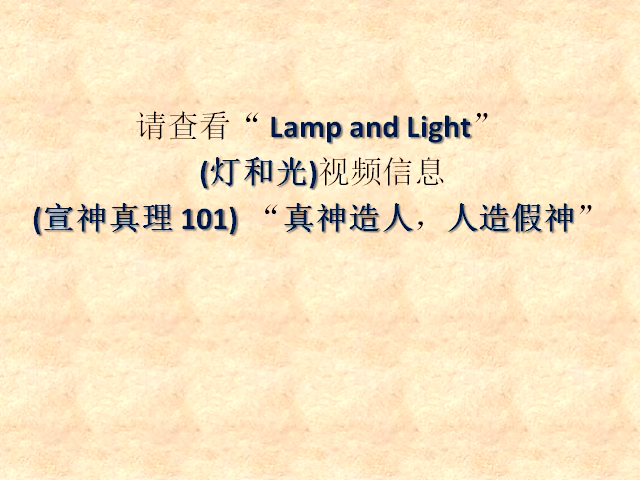 请查看“ Lamp and Light”
(灯和光)视频信息
(宣神真理 101) “真神造人，人造假神”